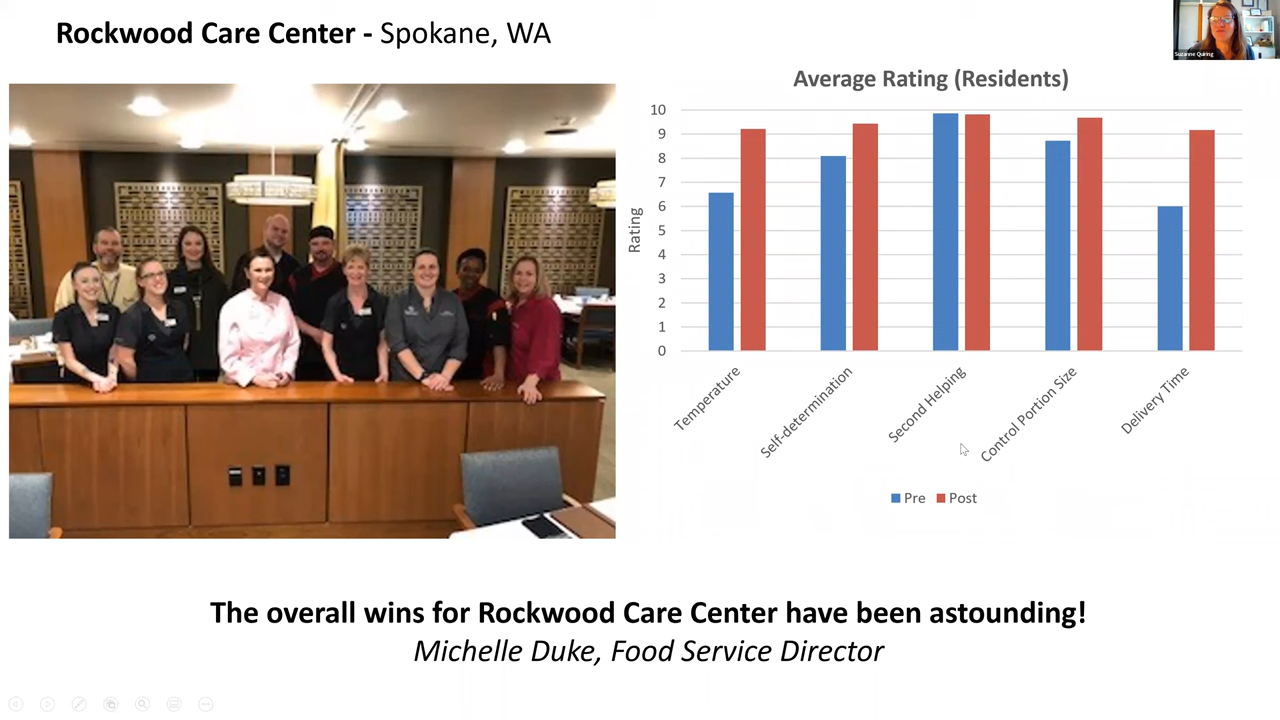 Rockwood Care Center - Spokane, WA
Suzanne Quiring
Average Rating (Residents)
10
9
8
7
6
5
4
3
2
1
0
Rating
Temperature
Self-determination
Second Helping
Control Portion Size
Delivery Time
Pre Post
The overall wins for Rockwood Care Center have been astounding!
Michelle Duke, Food Service Director